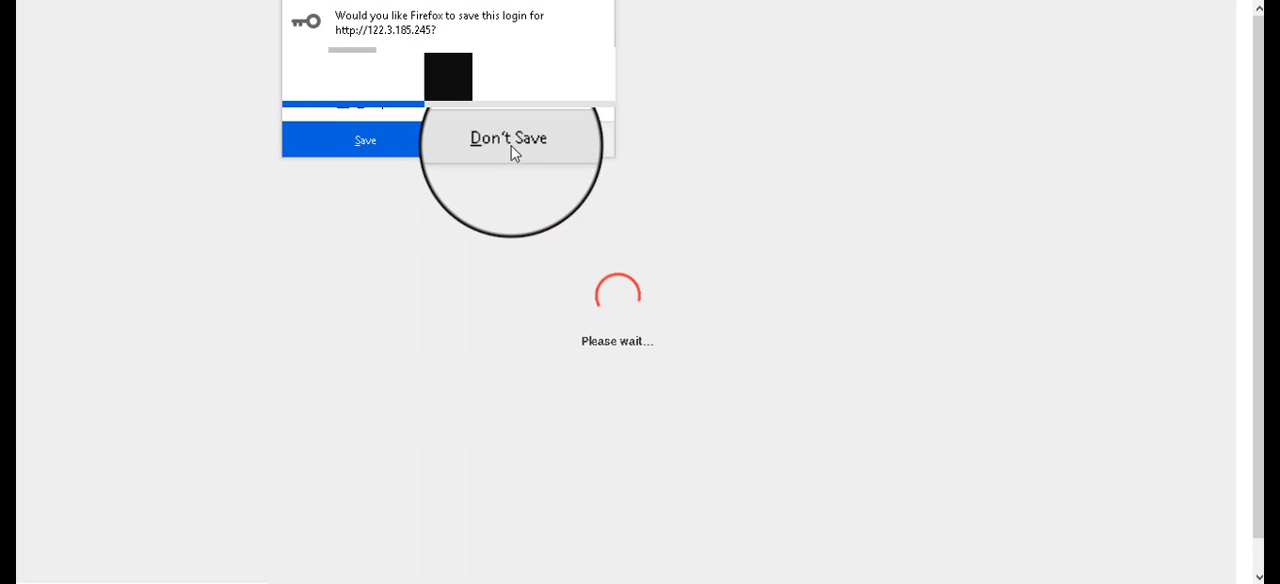 Would you like Firefox to save this login for
http://122.3.185.245?
Save
Don't Save
Please wait...